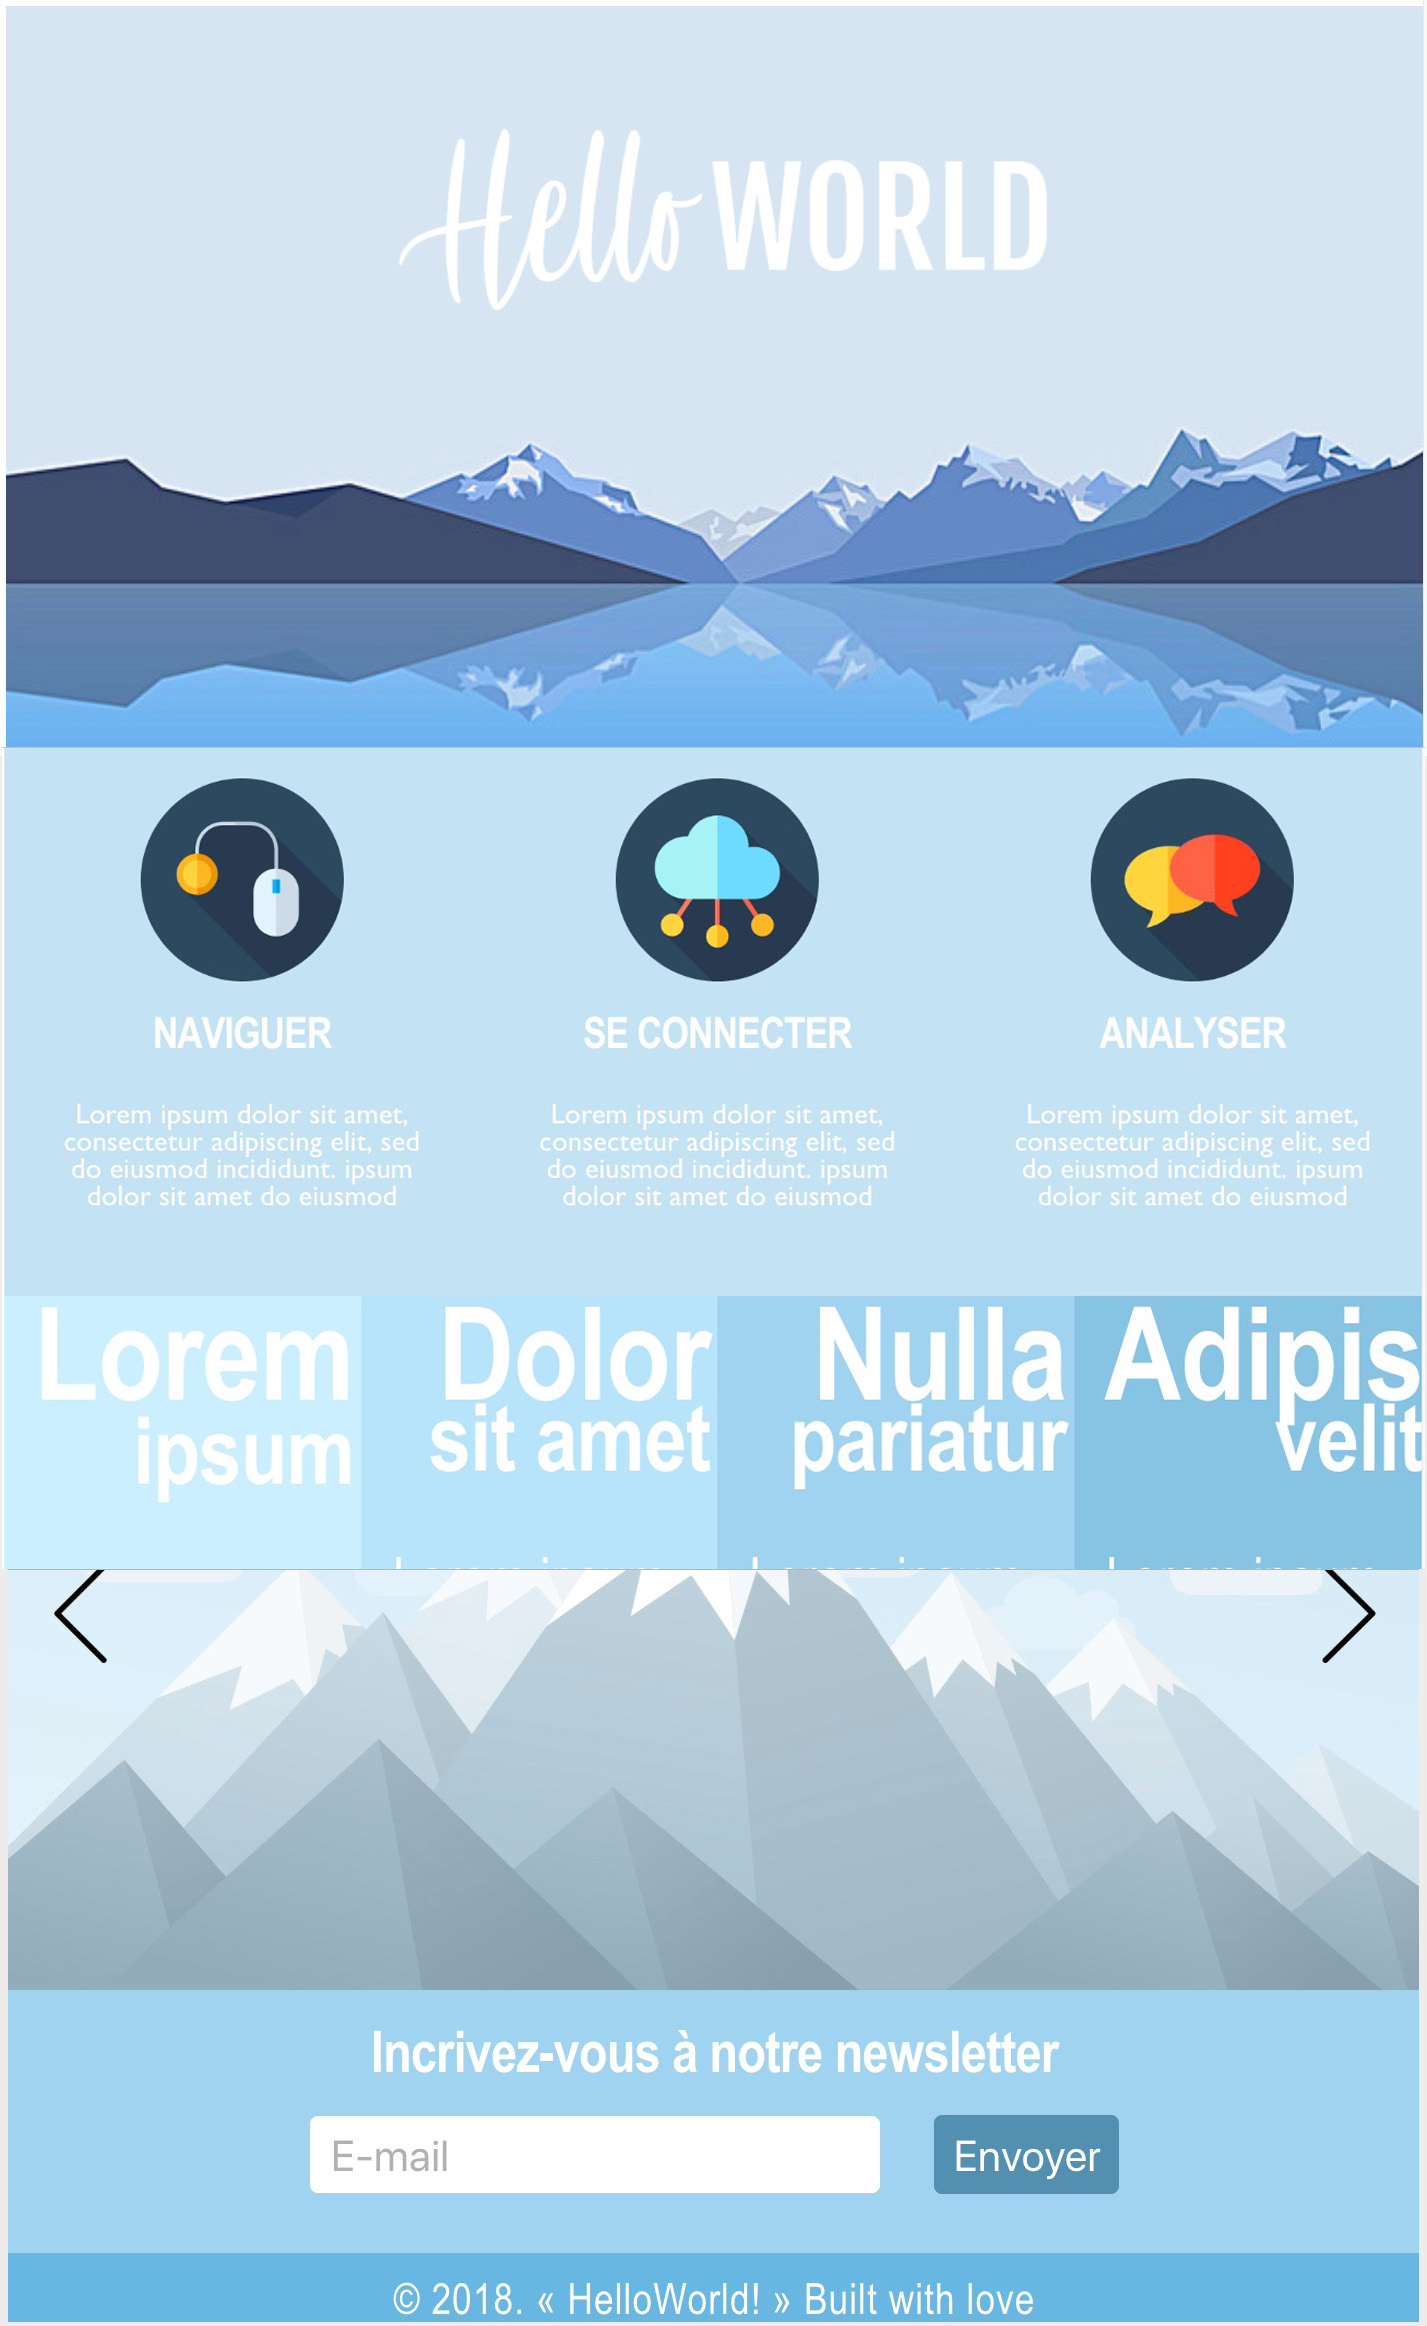 Hello WORLD
NAVIGUER
Lorem ipsum dolor sit amet,
consectetur adipiscing elit, sed
do eiusmod incididunt. ipsum
dolor sit amet do eiusmod
SE CONNECTER
Lorem ipsum dolor sit amet,
consectetur adipiscing elit, sed
do eiusmod incididunt. ipsum
dolor sit amet do eiusmod
ANALYSER
Lorem ipsum dolor sit amet,
consectetur adipiscing elit, sed
do eiusmod incididunt. ipsum
dolor sit amet do eiusmod
Lorem
ipsum
Dolor
sit amet
Nulla
pariatur
Adipis
velit
Incrivez-vous à notre newsletter
E-mail
Envoyer
© 2018. « HelloWorld! » Built with love